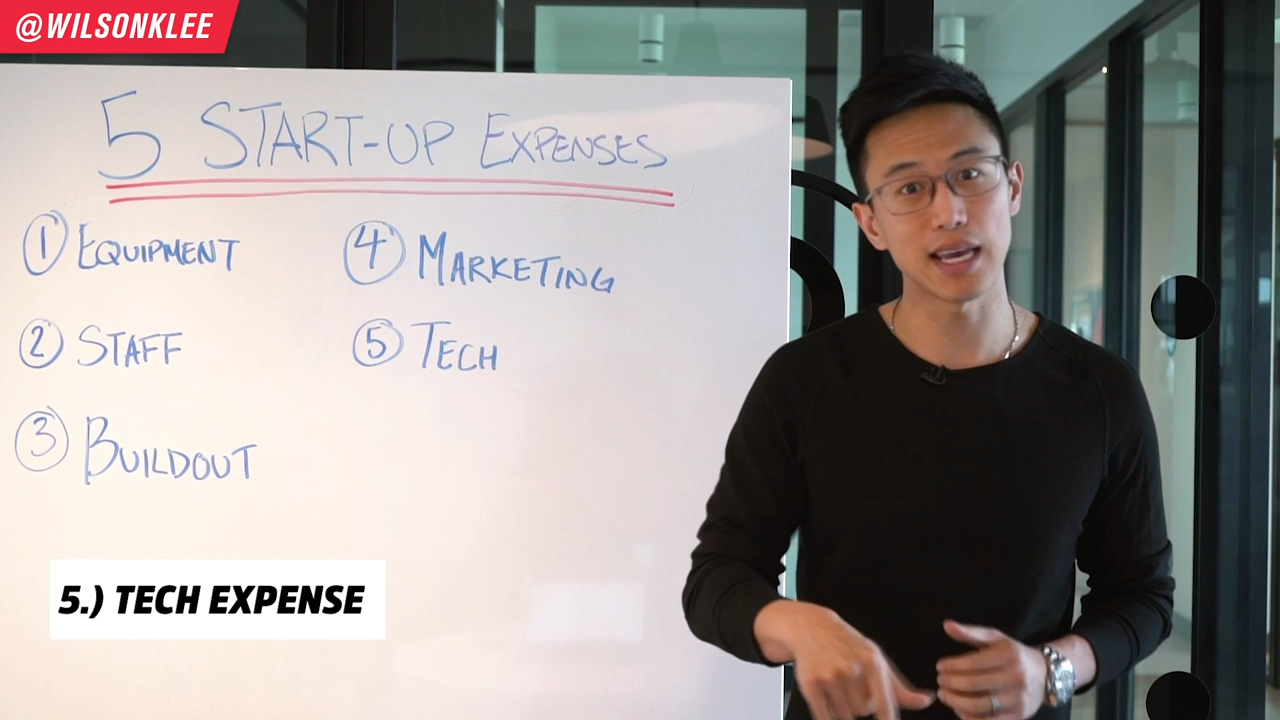 @WILSONKLEE
5 START-UP EXPENSES
① EQUIPMENT
② STAFF
③ BUILDOUT
④ MARKETING
⑤ TECH
5.) TECH EXPENSE